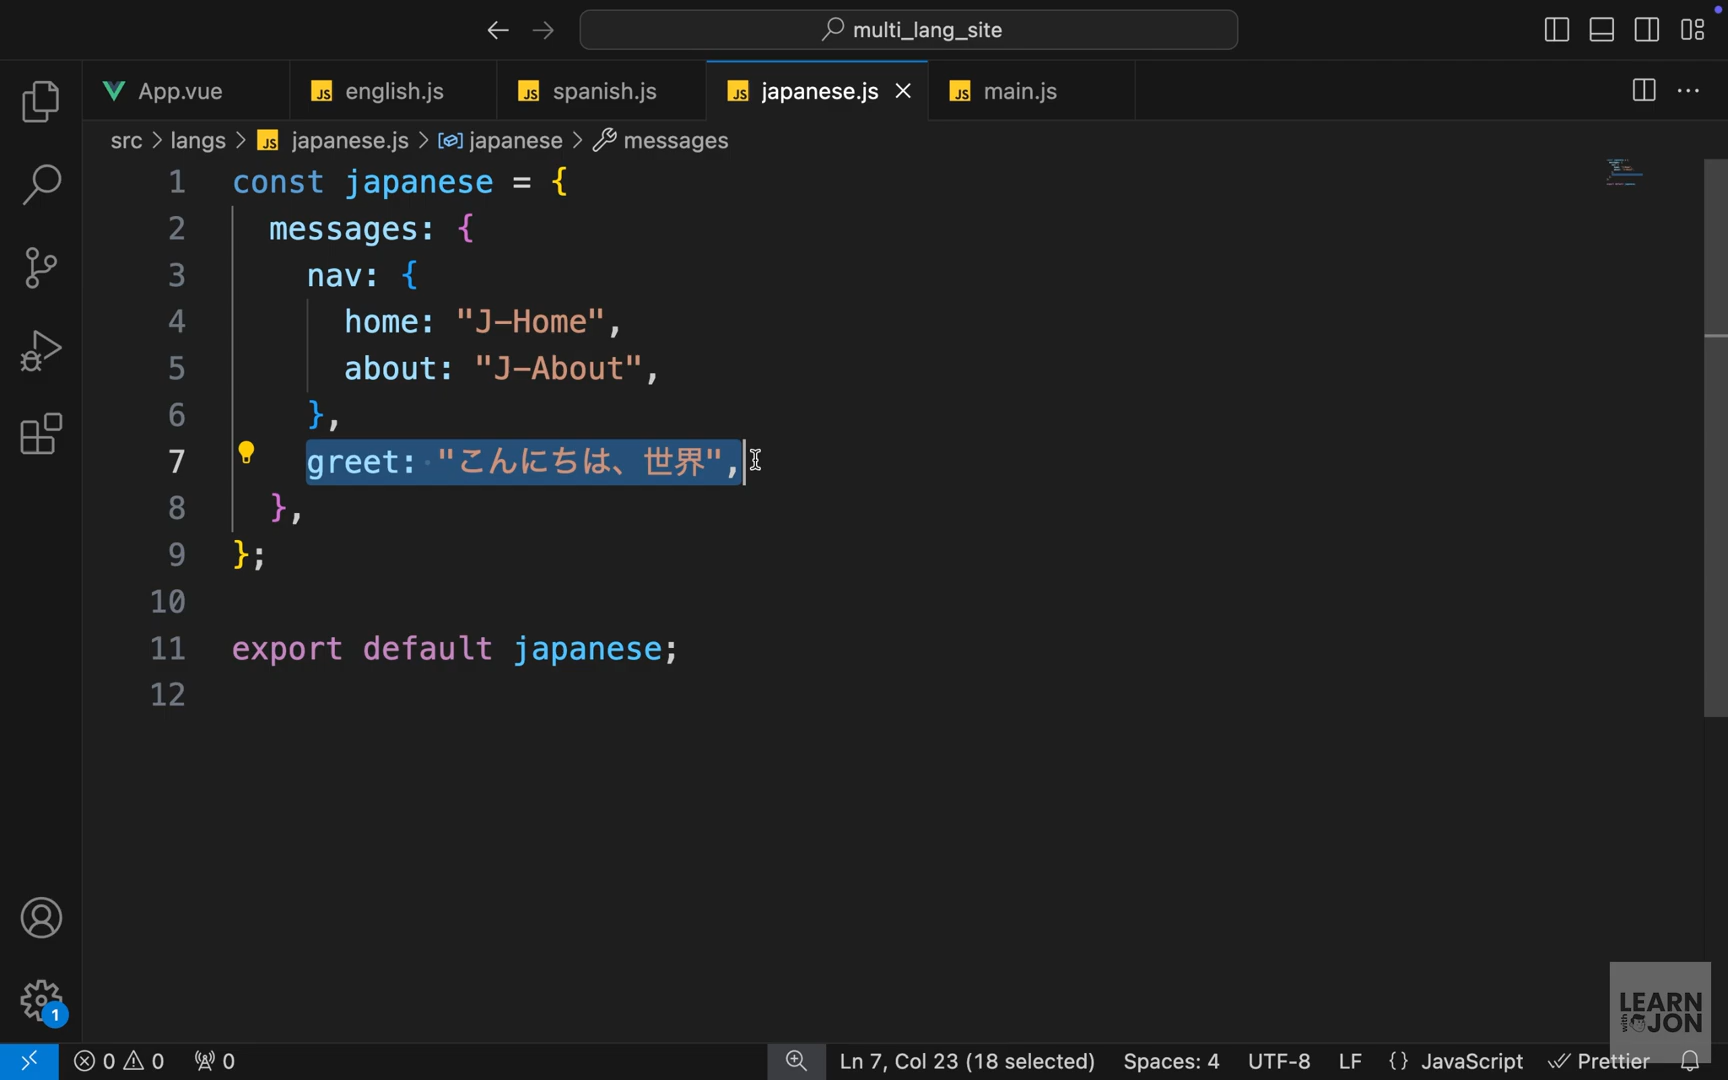 multi_lang_site
App.vue
english.js
spanish.js
japanese.js
main.js
src > langs > JS japanese.js > japanese > messages
1 const japanese = {
2 messages: {
3 nav: {
4 home: "J-Home",
5 about: "J-About",
6 },
7 greet: "こんにちは、世界",
8 },
9 };
10
11 export default japanese;
12
1
LEARN
with JON
0 0 0 Ln 7, Col 23 (18 selected) Spaces: 4 UTF-8 LF {} JavaScript Prettier